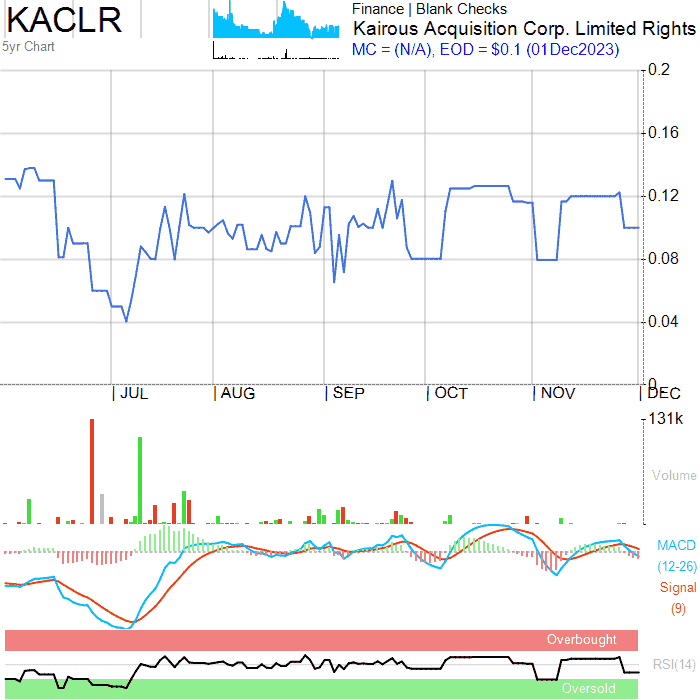 KACLR
5yr Chart
Finance | Blank Checks
Kairous Acquisition Corp. Limited Rights
MC = (N/A), EOD = $0.1 (01Dec2023)
0.2
0.16
0.12
0.08
0.04
0
JUL AUG SEP OCT NOV DEC
131k
Volume
MACD
(12-26)
Signal
(9)
Overbought
RSI(14)
Oversold